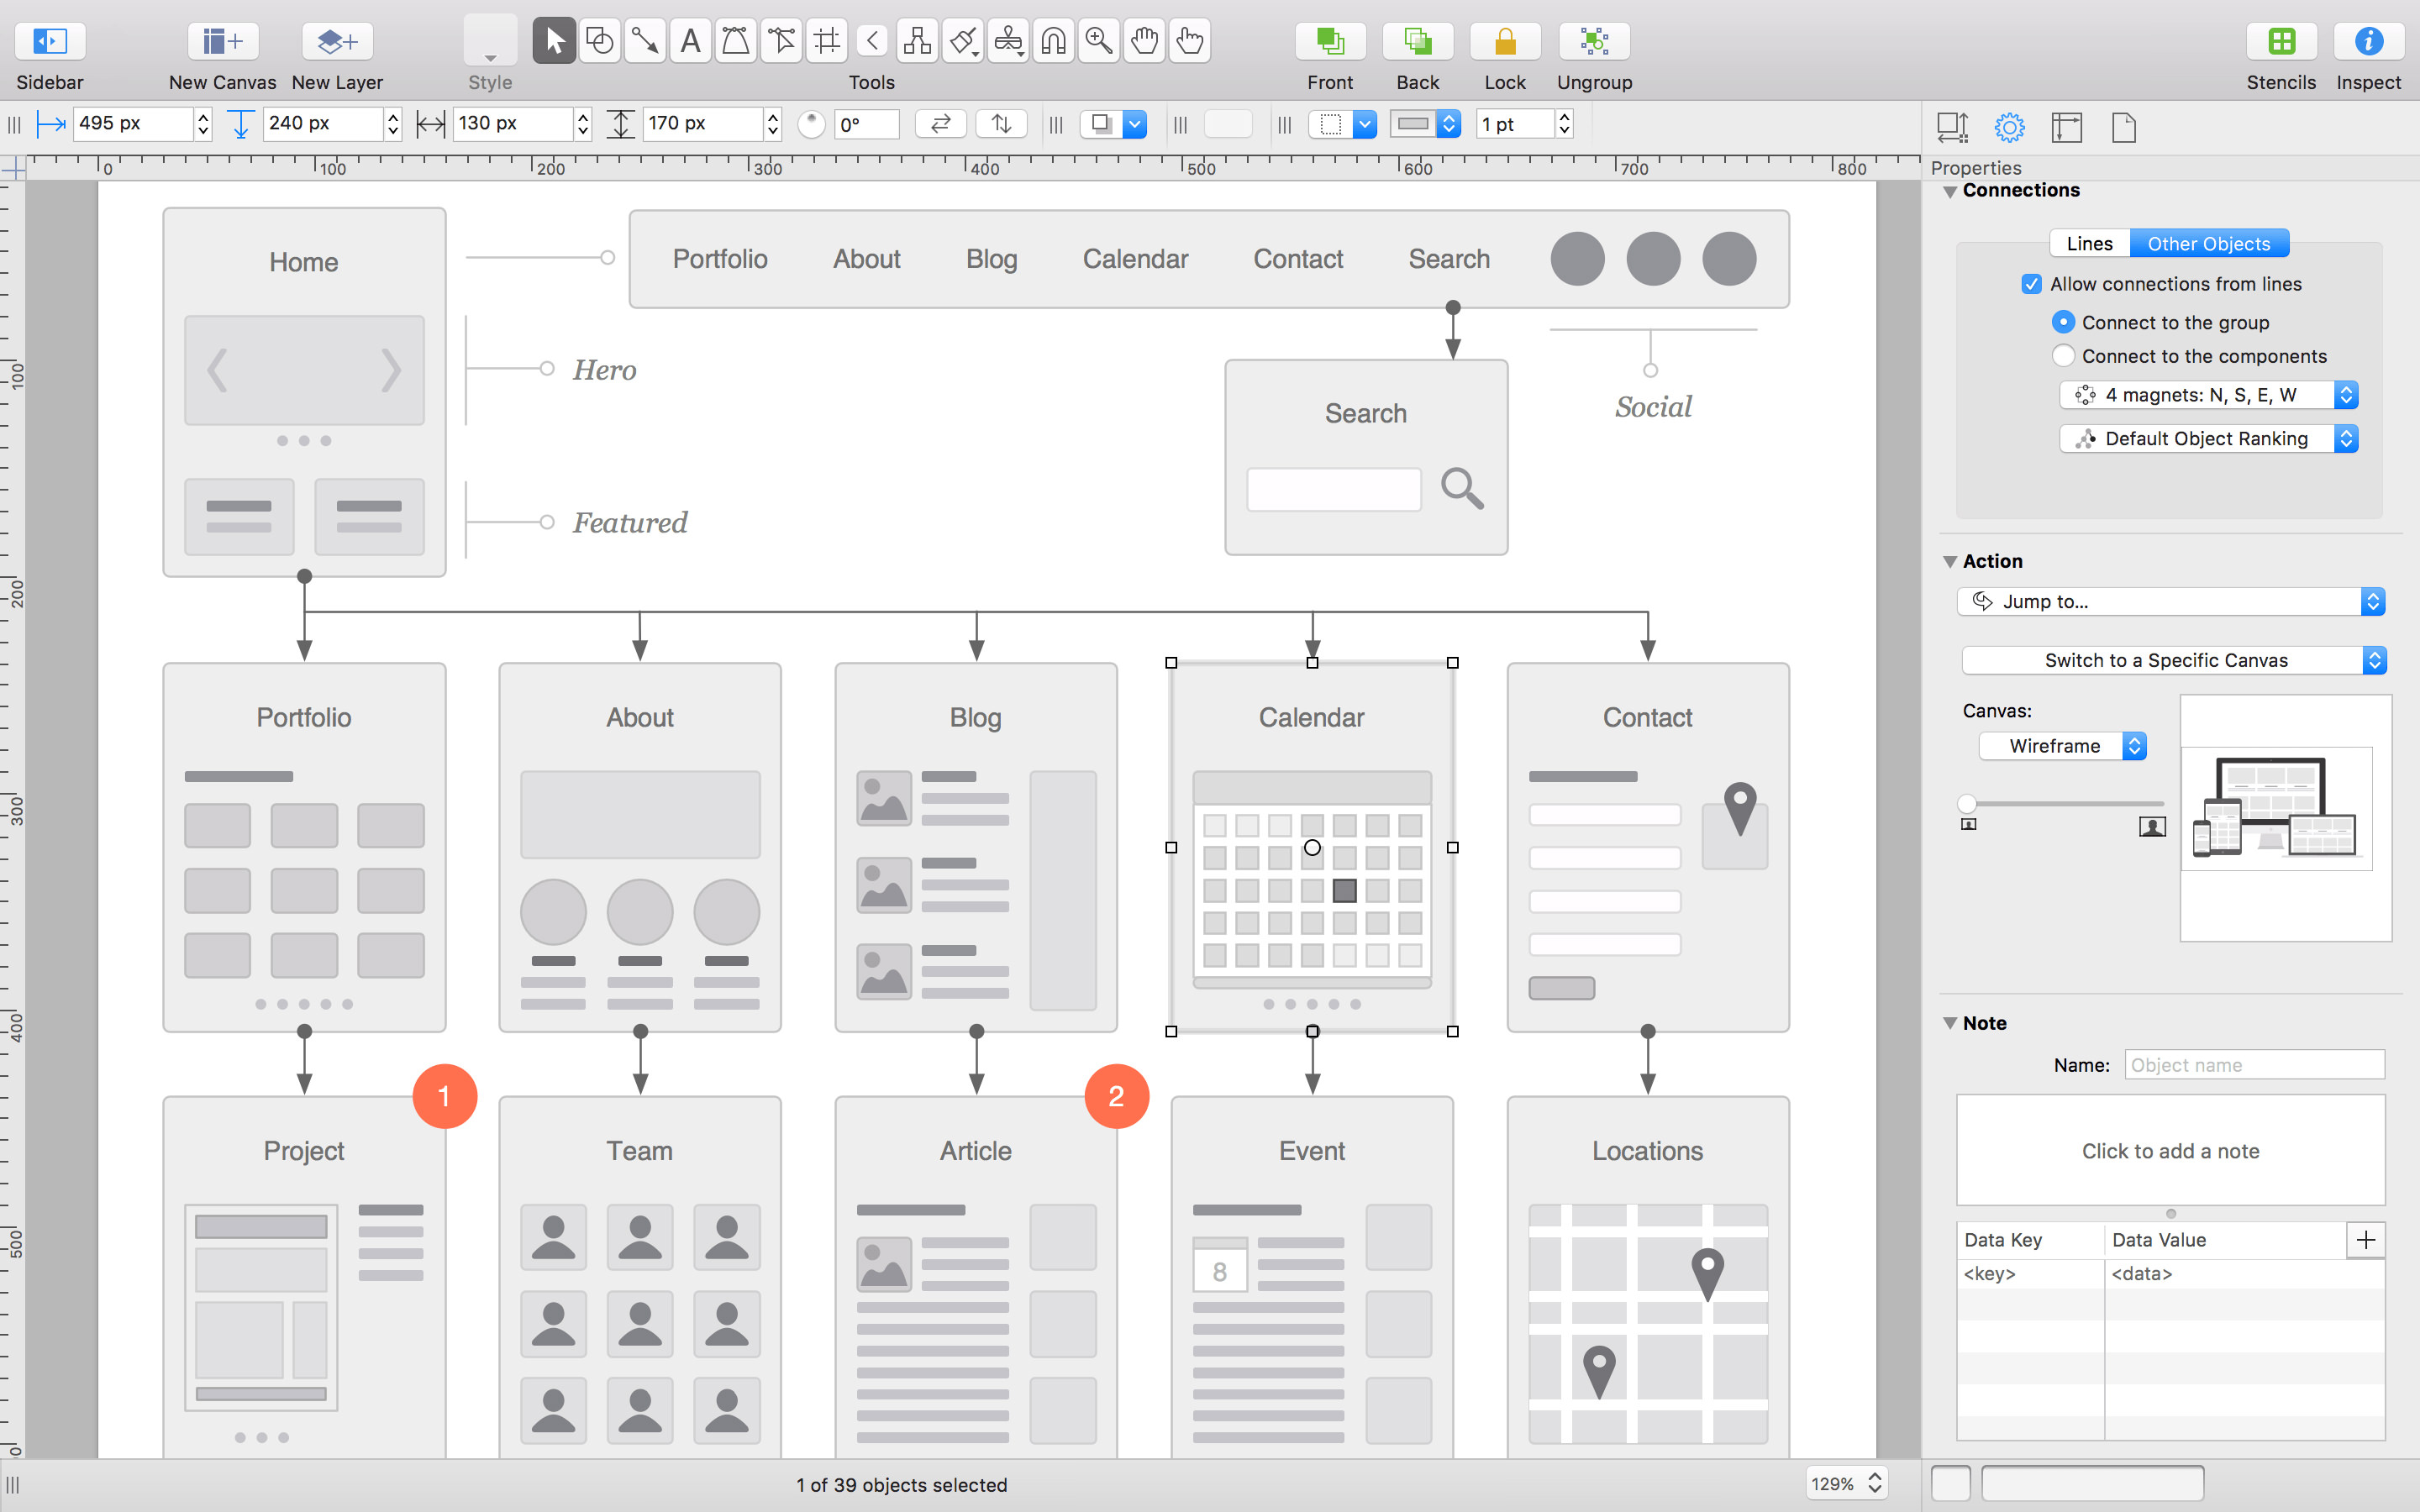 Sidebar
New Canvas
New Layer
Style
Tools
Front
Back
Lock
Ungroup
Stencils
Inspect
495 px
240 px
130 px
170 px
0°
1 pt
0
100
200
300
400
500
600
700
800
100
200
300
400
500
Home
Portfolio About Blog Calendar Contact Search
Hero
Featured
Search
Social
Portfolio
About
Blog
Calendar
Contact
1
2
Project
Team
Article
Event
Locations
8
Properties
Connections
Lines Other Objects
Allow connections from lines
Connect to the group
Connect to the components
4 magnets: N, S, E, W
Default Object Ranking
Action
Jump to...
Switch to a Specific Canvas
Canvas:
Wireframe
Note
Name: Object name
Click to add a note
Data Key Data Value
<key> <data>
1 of 39 objects selected
129%